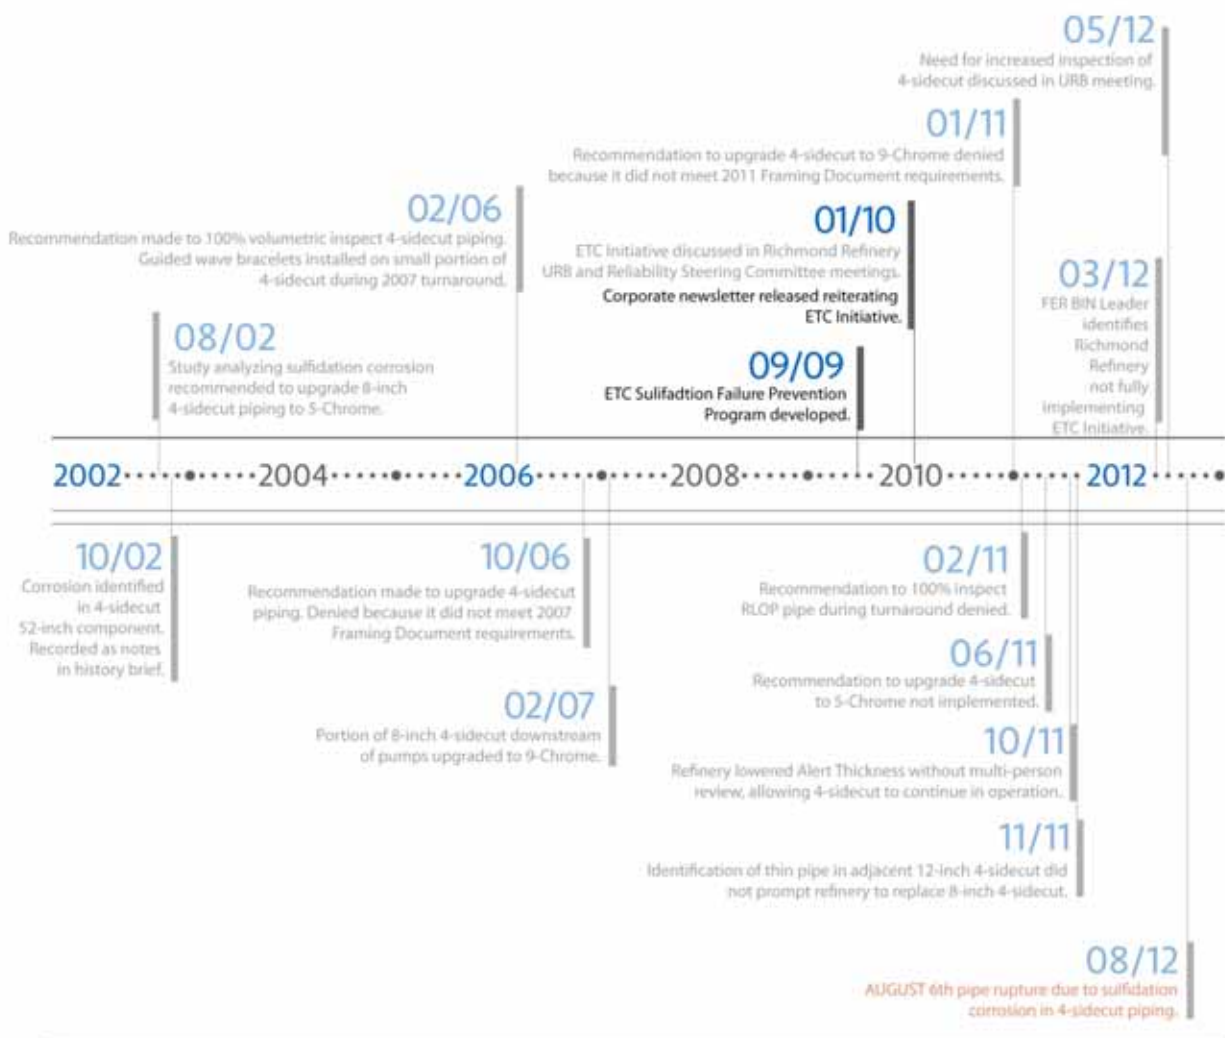 05/12
Need for increased inspection of
4-sidecut discussed in URB meeting.
01/11
Recommendation to upgrade 4-sidecut to 9-Chrome denied
because it did not meet 2011 Framing Document requirements.
02/06
Recommendation made to 100% volumetric inspect 4-sidecut piping.
Guided wave bracelets installed on small portion of
4-sidecut during 2007 turnaround.
01/10
ETC Initiative discussed in Richmond Refinery
URB and Reliability Steering Committee meetings.
Corporate newsletter released reiterating
ETC Initiative.
03/12
FER BIN Leader
identifies
Richmond
Refinery
not fully
implementing
ETC Initiative.
08/02
Study analyzing sulfidation corrosion
recommended to upgrade 8-inch
4-sidecut piping to 5-Chrome.
09/09
ETC Sulifadtion Failure Prevention
Program developed.
2002 2004 2006 2008 2010 2012
10/02
Corrosion identified
in 4-sidecut
52-inch component.
Recorded as notes
in history brief.
10/06
Recommendation made to upgrade 4-sidecut
piping. Denied because it did not meet 2007
Framing Document requirements.
02/07
Portion of 8-inch 4-sidecut downstream
of pumps upgraded to 9-Chrome.
02/11
Recommendation to 100% inspect
RLOP pipe during turnaround denied.
06/11
Recommendation to upgrade 4-sidecut
to 5-Chrome not implemented.
10/11
Refinery lowered Alert Thickness without multi-person
review, allowing 4-sidecut to continue in operation.
11/11
Identification of thin pipe in adjacent 12-inch 4-sidecut did
not prompt refinery to replace 8-inch 4-sidecut.
08/12
AUGUST 6th pipe rupture due to sulfidation
corrosion in 4-sidecut piping.